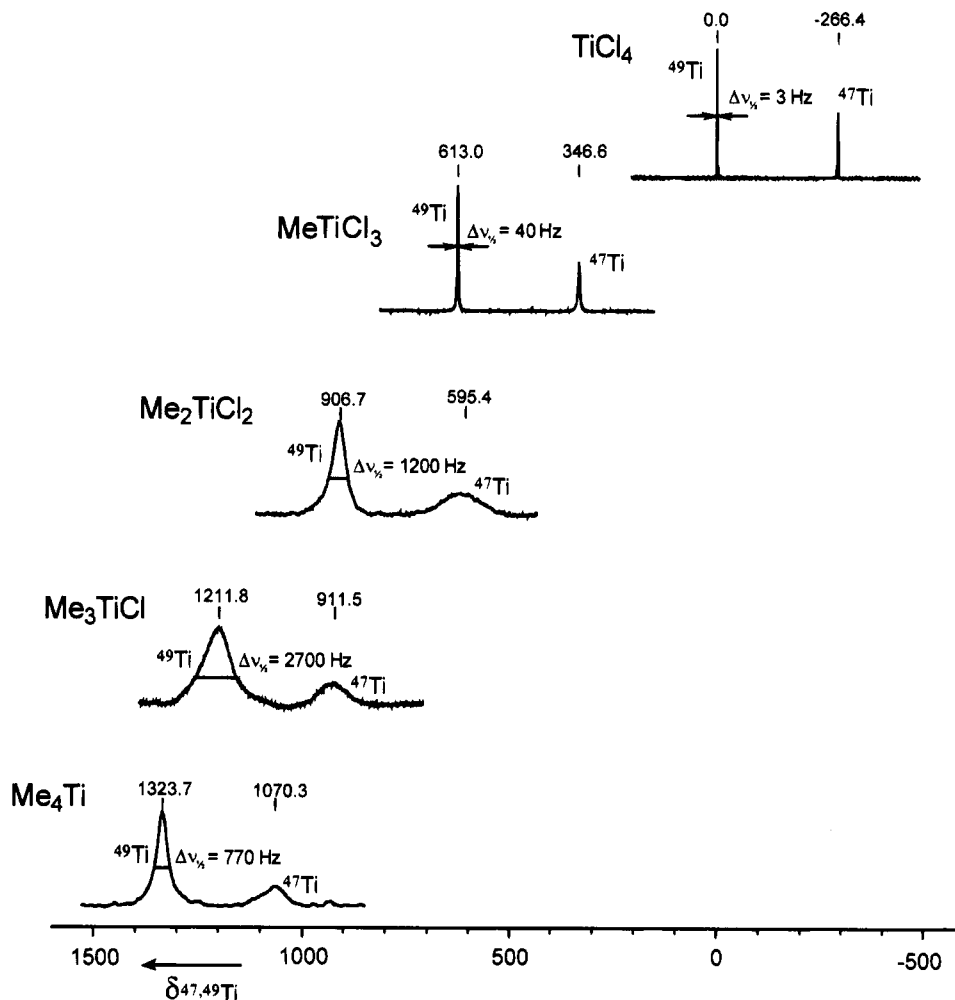 0.0 -266.4
TiCl₄
⁴⁹Ti
Δν½ = 3 Hz
⁴⁷Ti
613.0 346.6
MeTiCl₃
⁴⁹Ti
Δν½ = 40 Hz
⁴⁷Ti
906.7 595.4
Me₂TiCl₂
⁴⁹Ti
Δν½ = 1200 Hz
⁴⁷Ti
1211.8 911.5
Me₃TiCl
⁴⁹Ti
Δν½ = 2700 Hz
⁴⁷Ti
1323.7 1070.3
Me₄Ti
⁴⁹Ti
Δν½ = 770 Hz
⁴⁷Ti
1500 1000 500 0 -500
δ⁴⁷,⁴⁹Ti